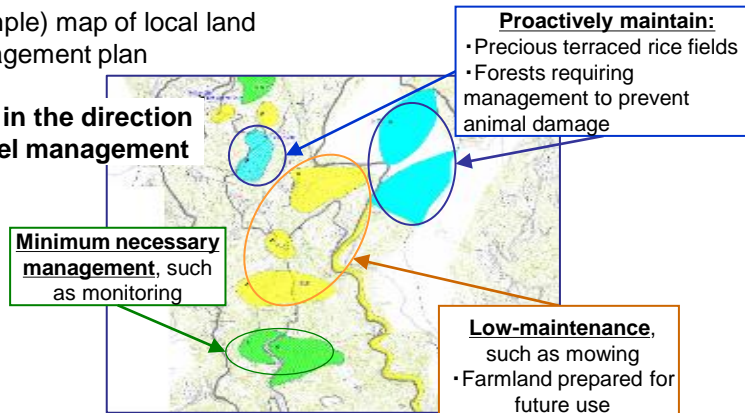 ple) map of local land
agement plan
in the direction
el management
Proactively maintain:
・Precious terraced rice fields
・Forests requiring
management to prevent
animal damage
Minimum necessary
management, such
as monitoring
Low-maintenance,
such as mowing
・Farmland prepared for
future use